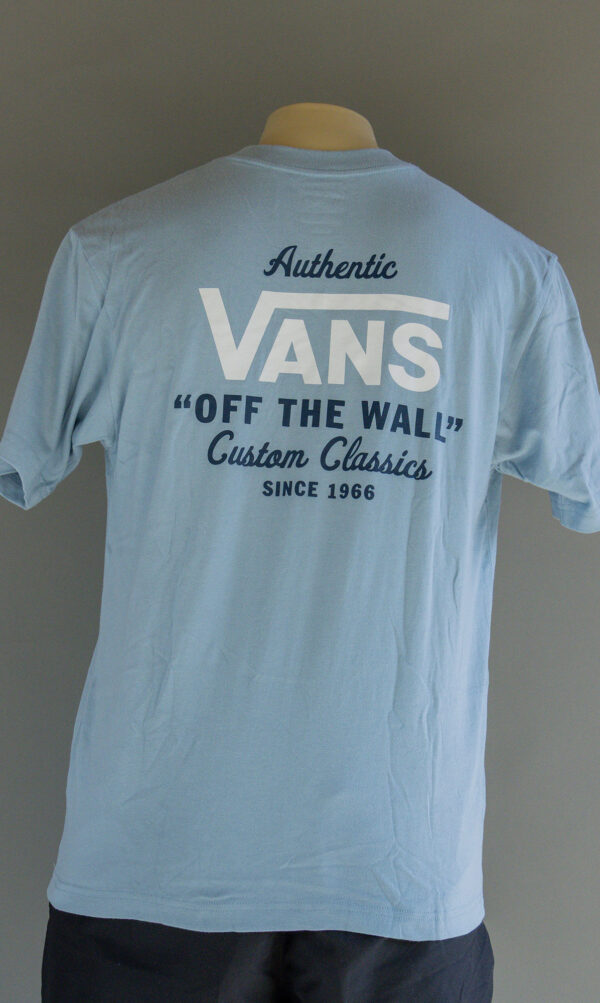 Authentic
VANS
“OFF THE WALL”
Custom Classics
SINCE 1966